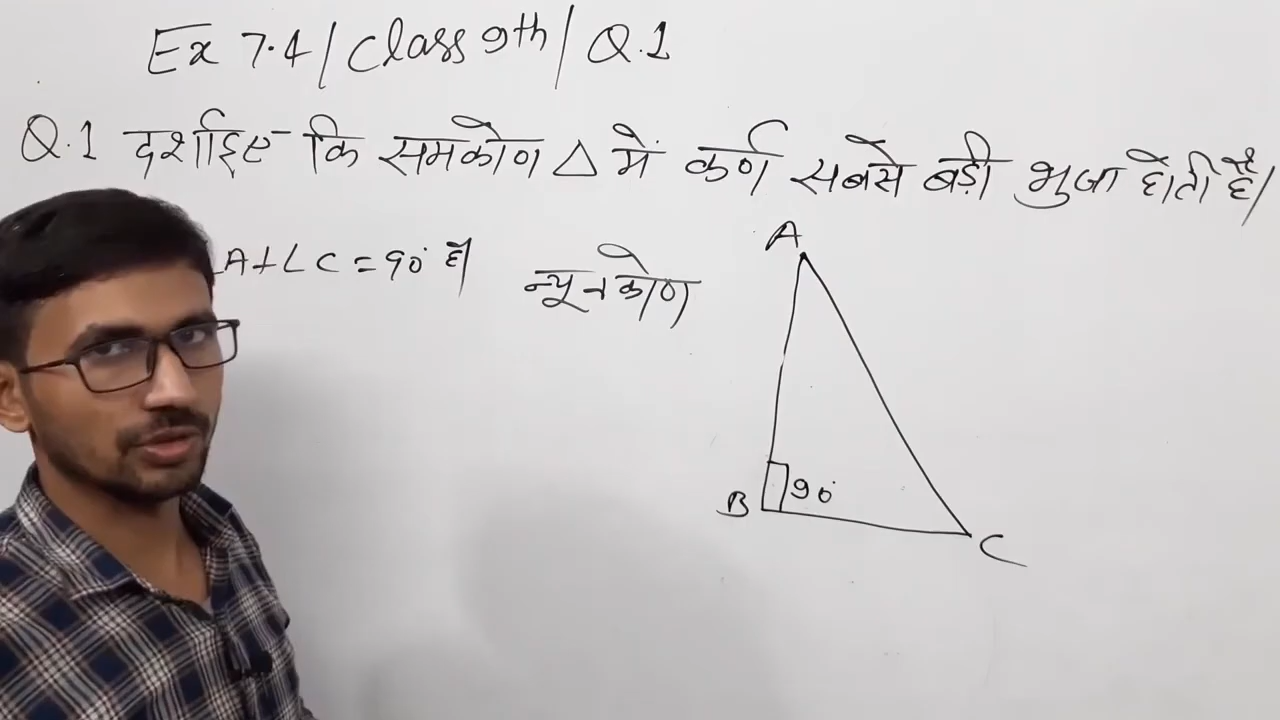 Ex 7.4 / Class 9th / Q.1
Q.1 दर्शाइए कि समकोण △ में कर्ण सबसे बड़ी भुजा होती है।
∠A+∠C = 90° है।
न्यूनकोण
A
90°
B
C